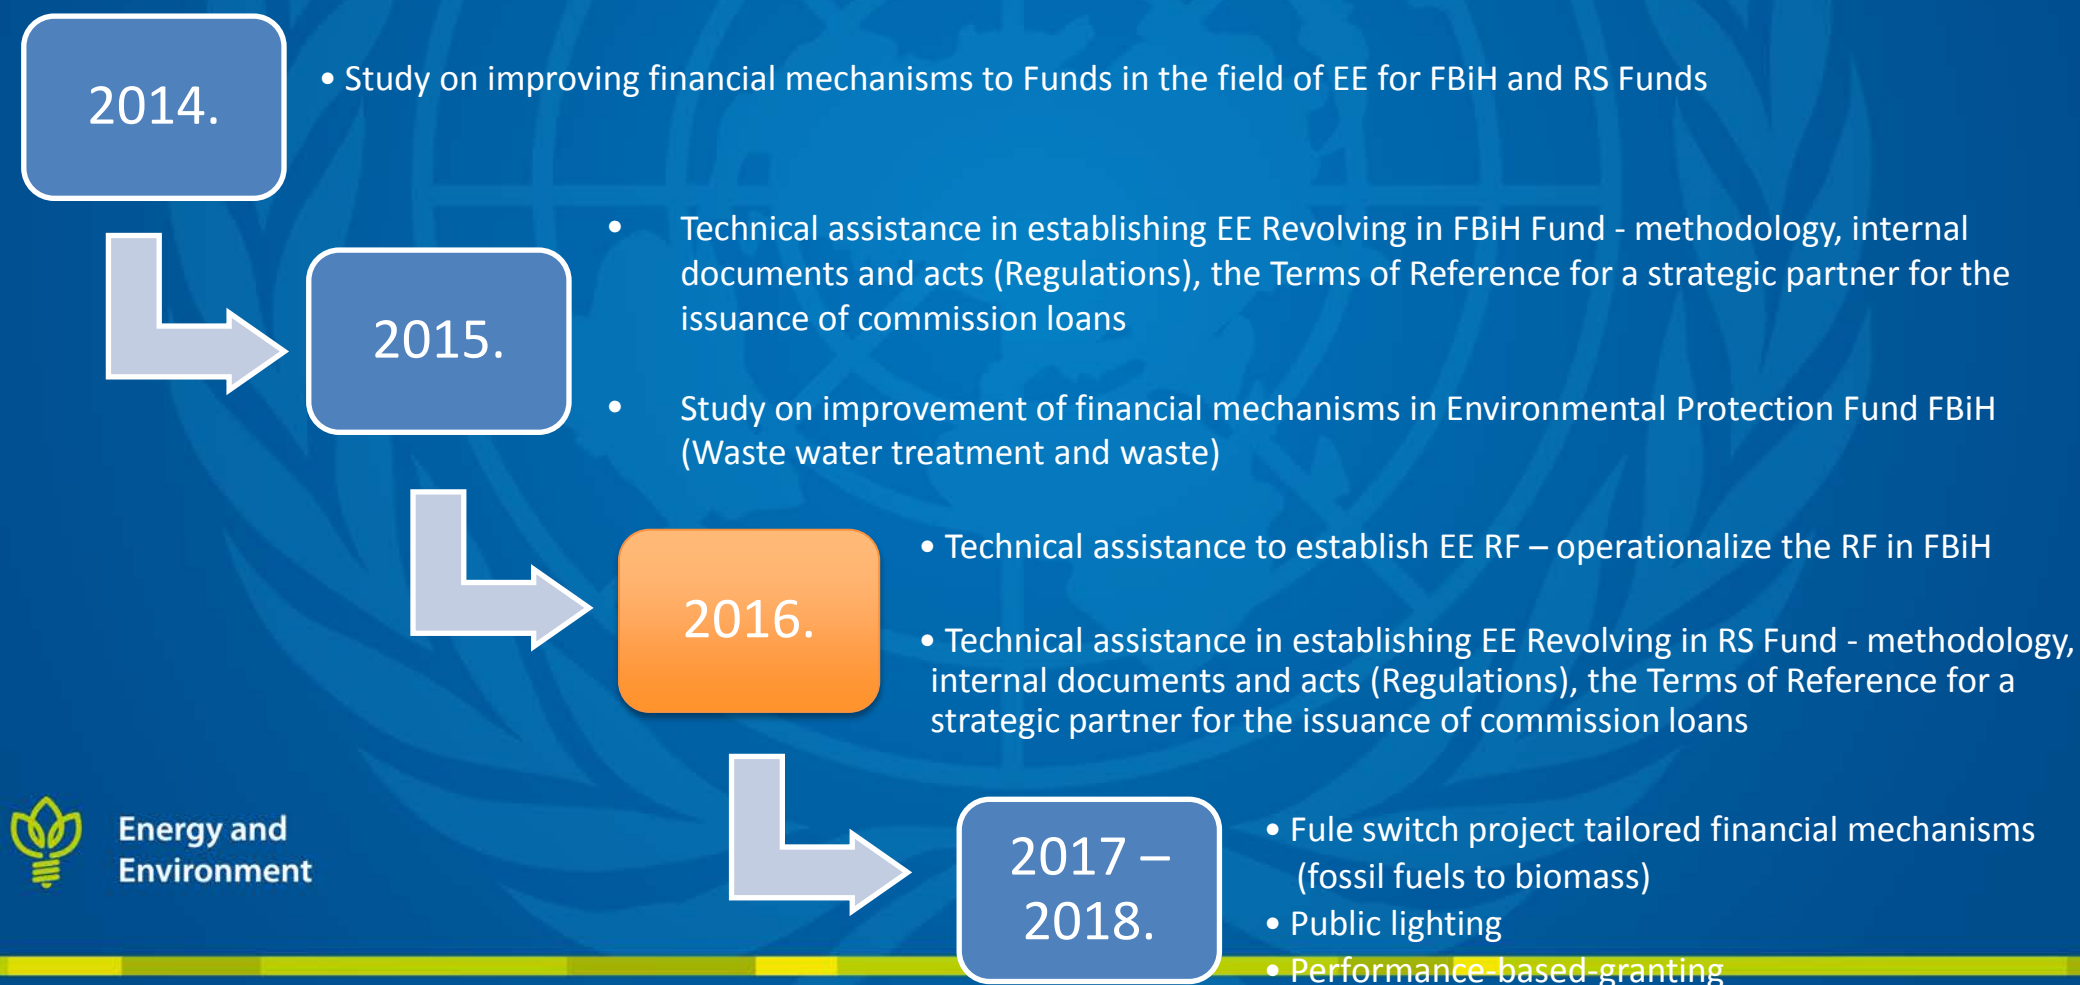 2014.
• Study on improving financial mechanisms to Funds in the field of EE for FBiH and RS Funds
2015.
• Technical assistance in establishing EE Revolving in FBiH Fund - methodology, internal
documents and acts (Regulations), the Terms of Reference for a strategic partner for the
issuance of commission loans
• Study on improvement of financial mechanisms in Environmental Protection Fund FBiH
(Waste water treatment and waste)
2016.
• Technical assistance to establish EE RF – operationalize the RF in FBiH
• Technical assistance in establishing EE Revolving in RS Fund - methodology,
internal documents and acts (Regulations), the Terms of Reference for a
strategic partner for the issuance of commission loans
2017 –
2018.
• Fule switch project tailored financial mechanisms
(fossil fuels to biomass)
• Public lighting
• Performance-based-granting
Energy and
Environment